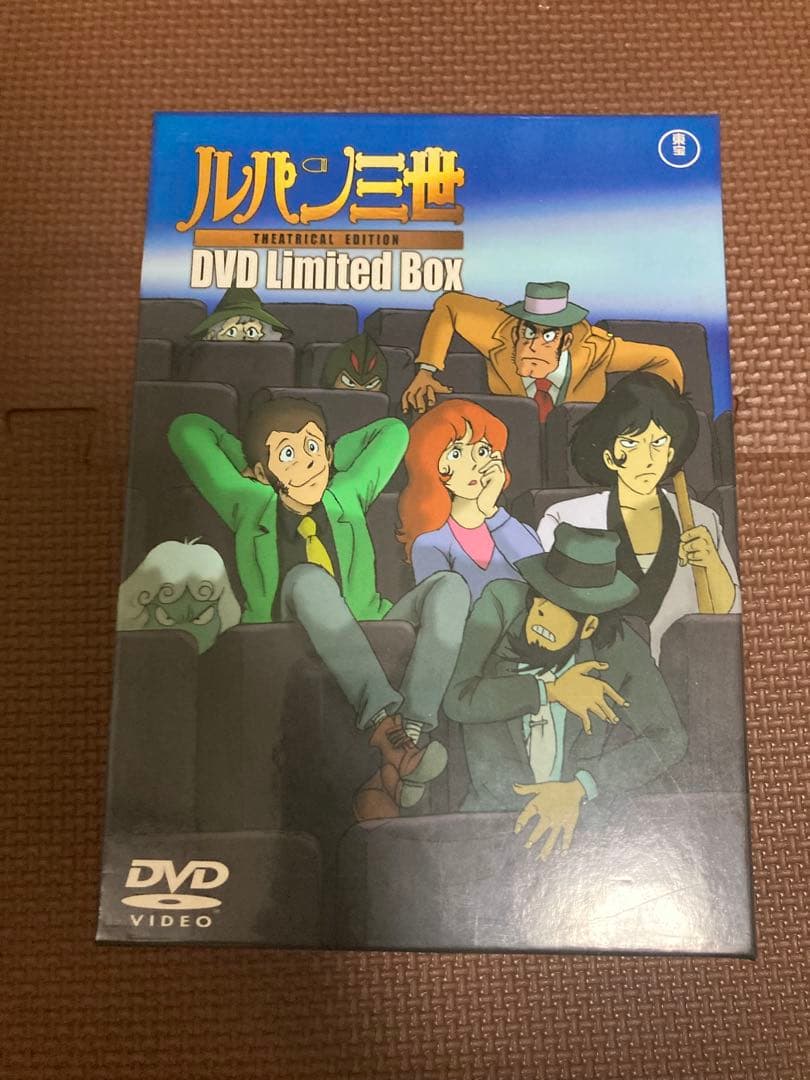 東宝
ルパン三世
THEATRICAL EDITION
DVD Limited Box
DVD
VIDEO